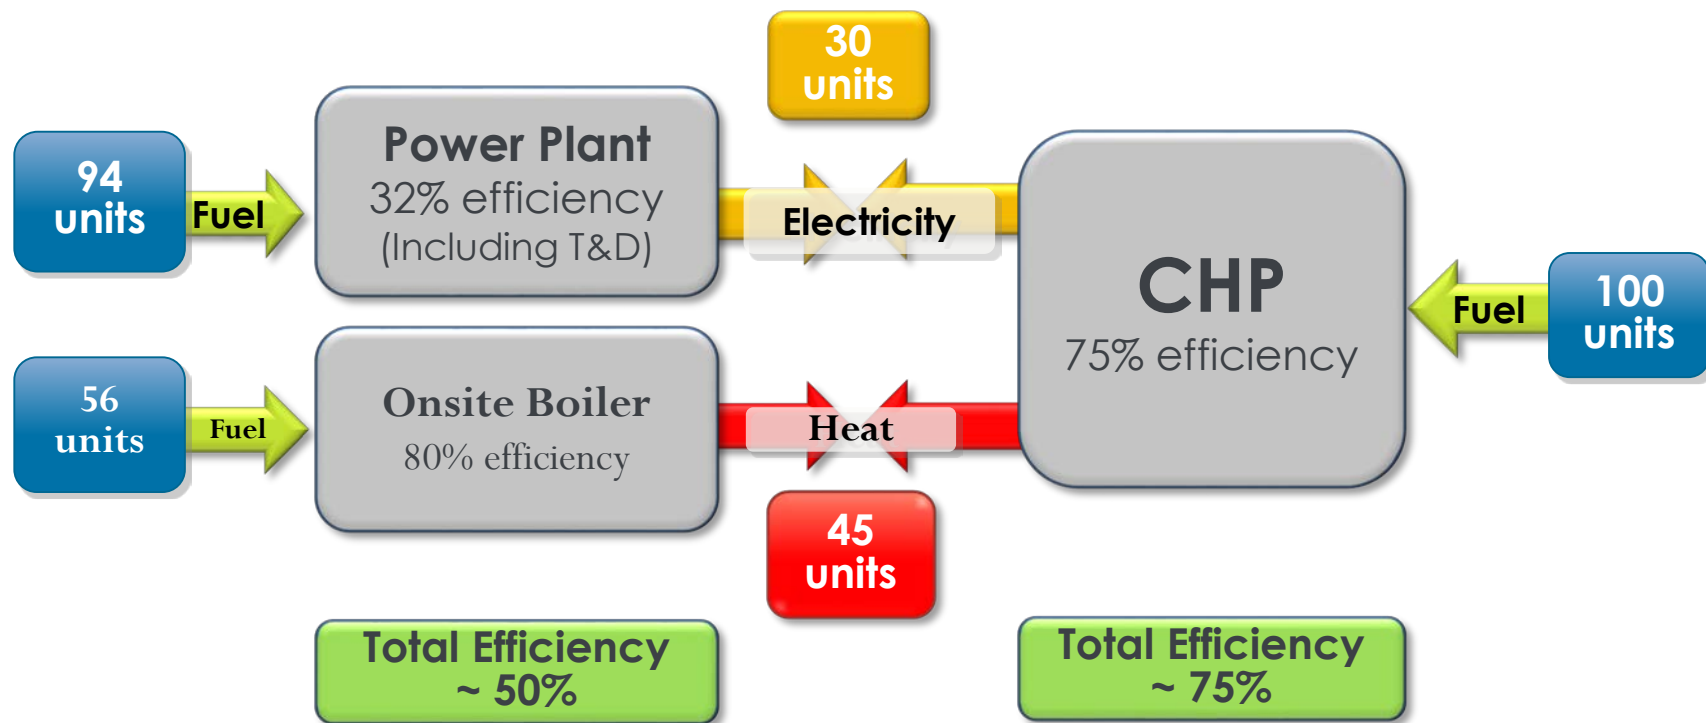 30
units
94
units
Fuel
Power Plant
32% efficiency
(Including T&D)
Electricity
CHP
75% efficiency
Fuel
100
units
56
units
Fuel
Onsite Boiler
80% efficiency
Heat
45
units
Total Efficiency
~ 50%
Total Efficiency
~ 75%